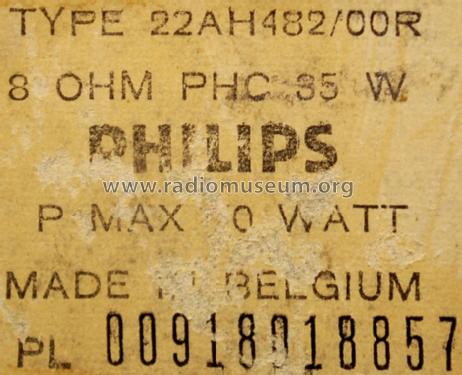 TYPE 22AH482/00R
8 OHM PHC 35 W
PHILIPS
www.radiomuseum.org
P MAX 0 WATT
MADE BELGIUM
PL 00918018857